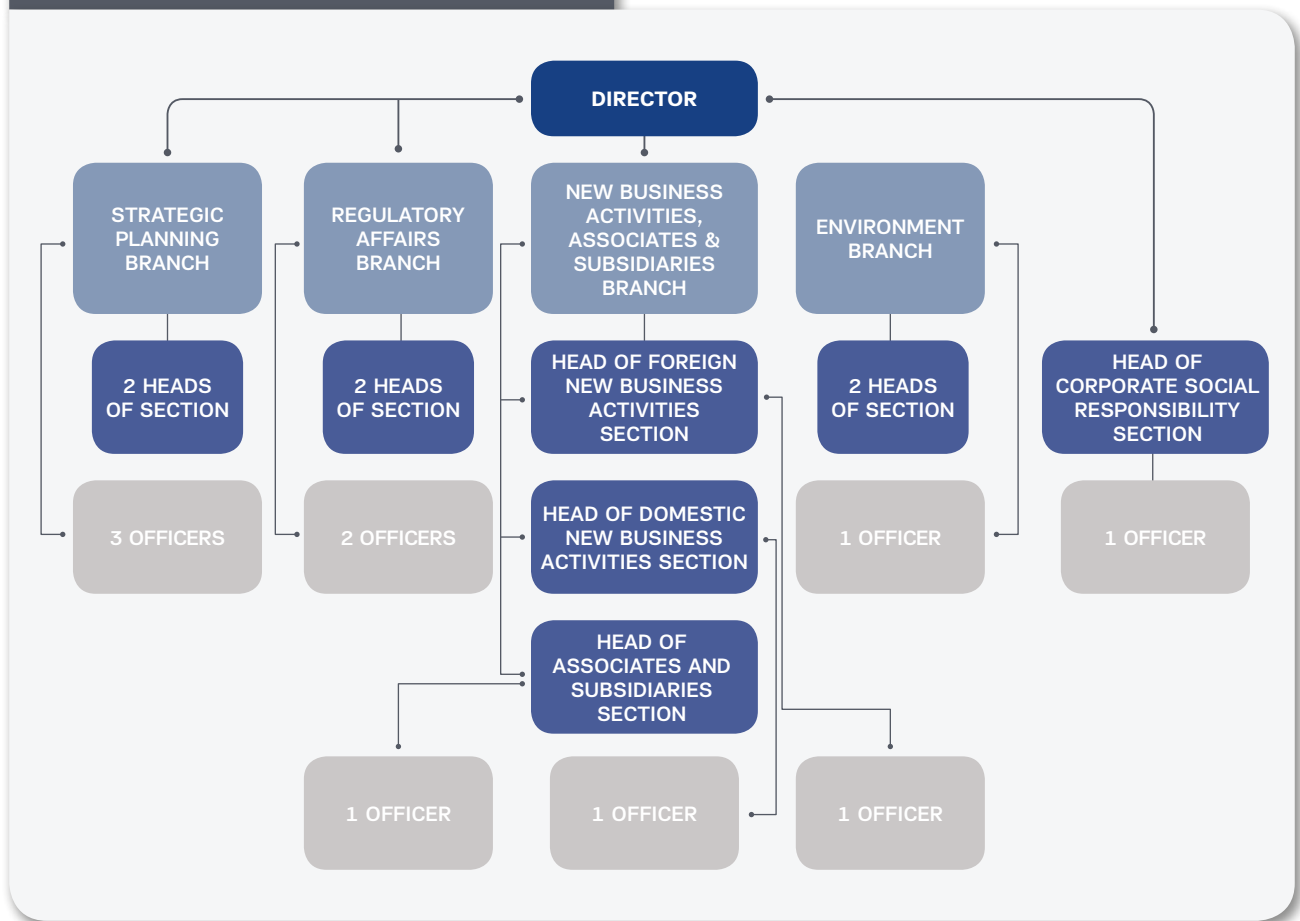 DIRECTOR
STRATEGIC
PLANNING
BRANCH
REGULATORY
AFFAIRS
BRANCH
NEW BUSINESS
ACTIVITIES,
ASSOCIATES &
SUBSIDIARIES
BRANCH
ENVIRONMENT
BRANCH
2 HEADS
OF SECTION
2 HEADS
OF SECTION
HEAD OF FOREIGN
NEW BUSINESS
ACTIVITIES
SECTION
2 HEADS
OF SECTION
HEAD OF
CORPORATE SOCIAL
RESPONSIBILITY
SECTION
3 OFFICERS
2 OFFICERS
HEAD OF DOMESTIC
NEW BUSINESS
ACTIVITIES SECTION
1 OFFICER
1 OFFICER
HEAD OF
ASSOCIATES AND
SUBSIDIARIES
SECTION
1 OFFICER
1 OFFICER
1 OFFICER